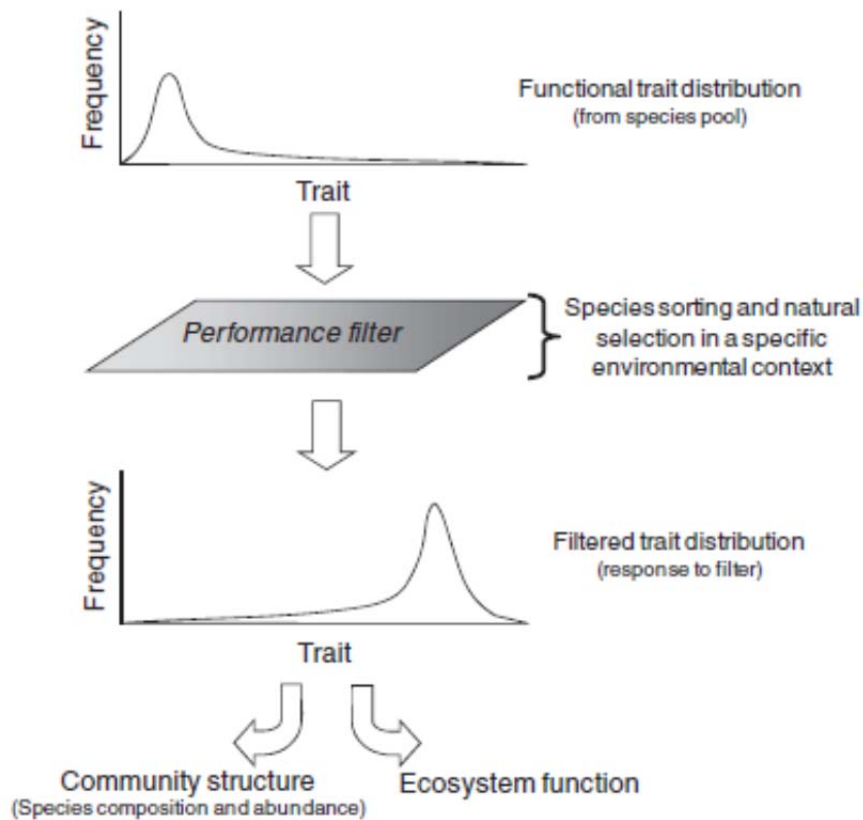 Frequency
Functional trait distribution
(from species pool)
Trait
Performance filter
Species sorting and natural
selection in a specific
environmental context
Frequency
Filtered trait distribution
(response to filter)
Trait
Community structure
(Species composition and abundance)
Ecosystem function